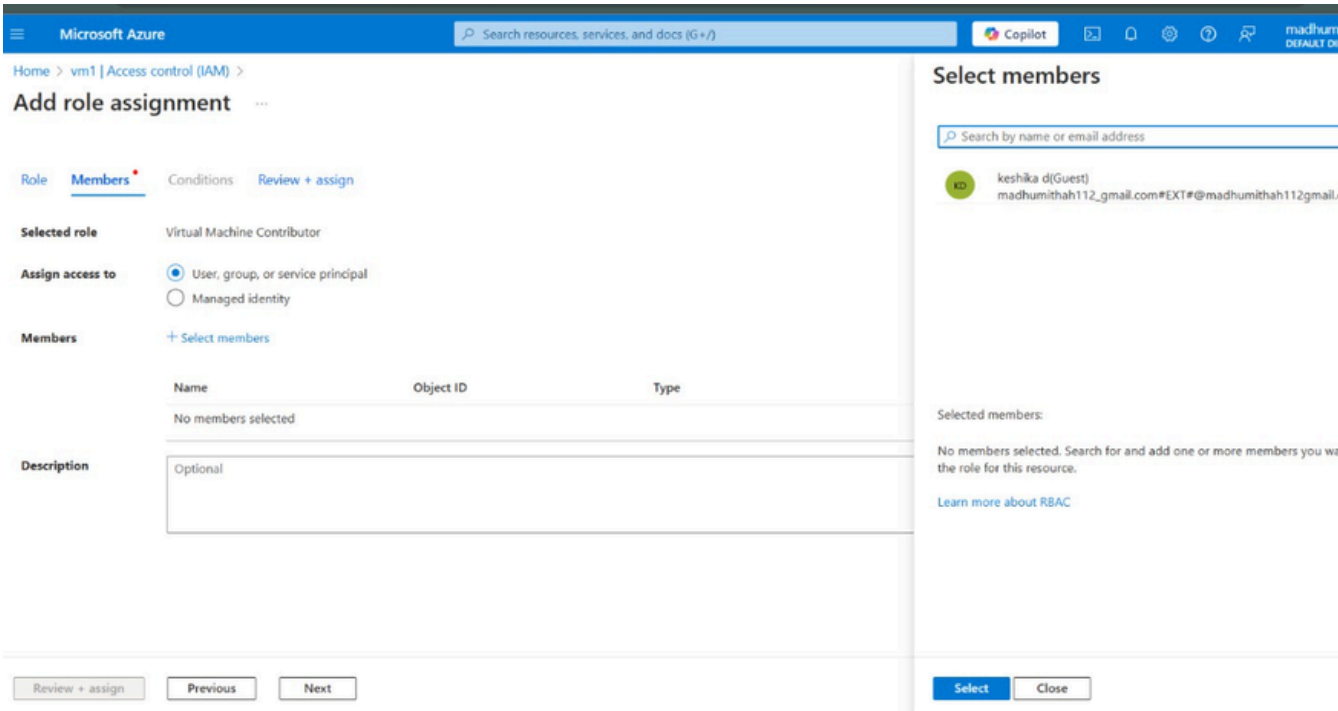 Microsoft Azure
Search resources, services, and docs (G+/)
Copilot
madhum
DEFAULT DI
Home > vm1 | Access control (IAM) >
Add role assignment ...
Role Members Conditions Review + assign
Selected role Virtual Machine Contributor
Assign access to User, group, or service principal
Managed identity
Members + Select members
Name Object ID Type
No members selected
Description Optional
Review + assign Previous Next
Select members
Search by name or email address
KD
keshika d(Guest)
madhumithah112_gmail.com#EXT#@madhumithah112gmail.
Selected members:
No members selected. Search for and add one or more members you wa
the role for this resource.
Learn more about RBAC
Select Close